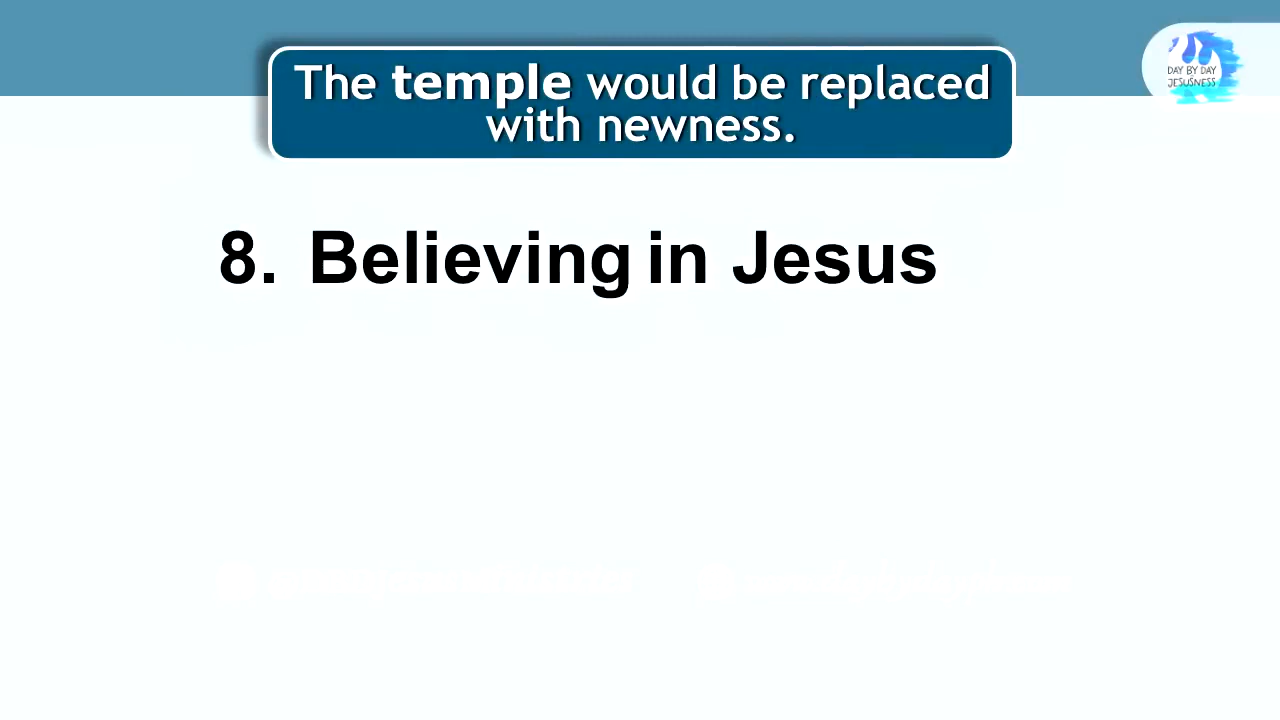 The temple would be replaced
with newness.
DAY BY DAY
JESUSNESS
8. Believing in Jesus